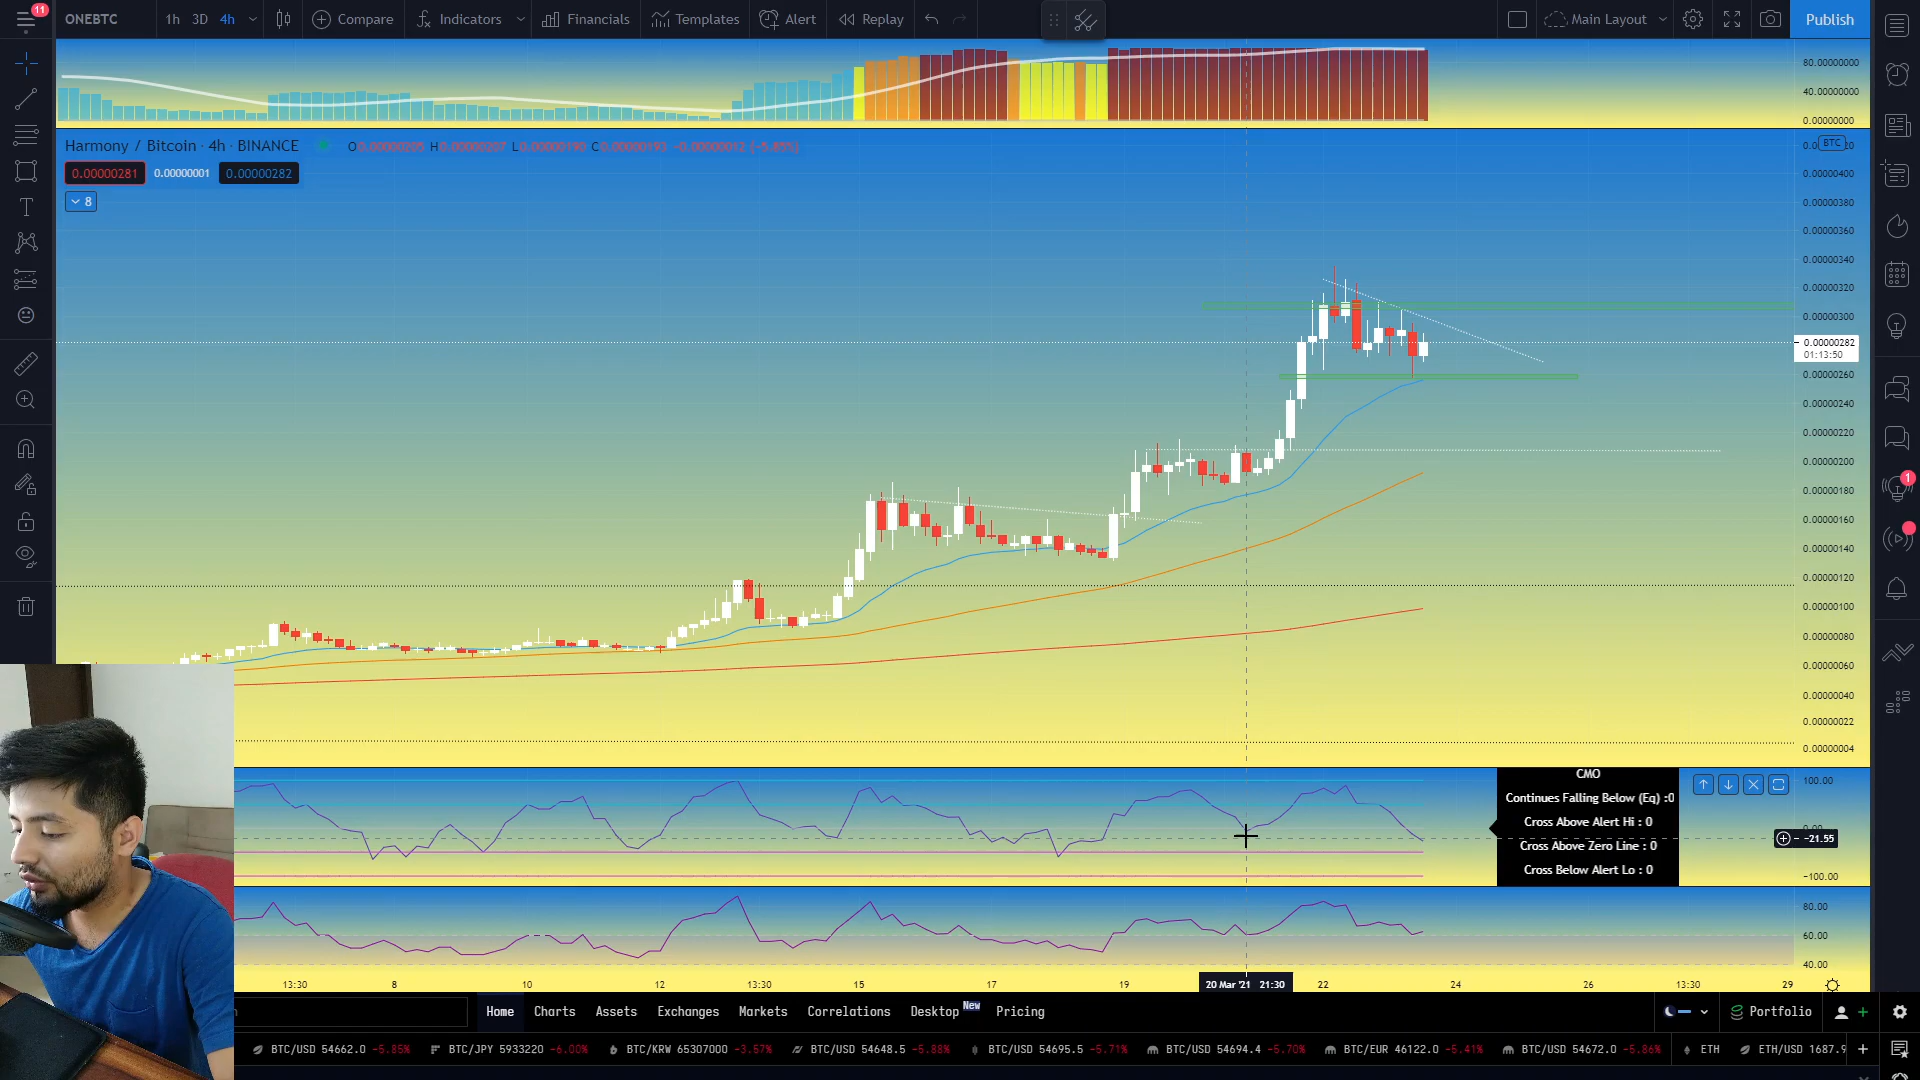 11
ONEBTC
1h 3D 4h
Compare
Indicators
Financials
Templates
Alert
Replay
Main Layout
Publish
80.00000000
40.00000000
0.00000000
Harmony / Bitcoin · 4h · BINANCE
O0.00000205 H0.00000207 L0.00000190 C0.00000193 −0.00000012 (−5.85%)
0.00000281 0.00000001 0.00000282
8
BTC
0.00000400
0.00000380
0.00000360
0.00000340
0.00000320
0.00000300
0.00000282
01:13:50
0.00000260
0.00000240
0.00000220
0.00000200
0.00000180
0.00000160
0.00000140
0.00000120
0.00000100
0.00000080
0.00000060
0.00000040
0.00000022
0.00000004
1
CMO
Continues Falling Below (Eq) :0
Cross Above Alert Hi : 0
Cross Above Zero Line : 0
Cross Below Alert Lo : 0
100.00
−21.55
−100.00
80.00
60.00
40.00
13:30 8 10 12 13:30 15 17 19 20 Mar '21 21:30 22 24 26 13:30 29
Home Charts Assets Exchanges Markets Correlations Desktop New Pricing
Portfolio
BTC/USD 54662.0 -5.85% BTC/JPY 5933220 -6.00% BTC/KRW 65307000 -3.57% BTC/USD 54648.5 -5.88% BTC/USD 54695.5 -5.71% BTC/USD 54694.4 -5.70% BTC/EUR 46122.0 -5.41% BTC/USD 54672.0 -5.86% ETH ETH/USD 1687.9